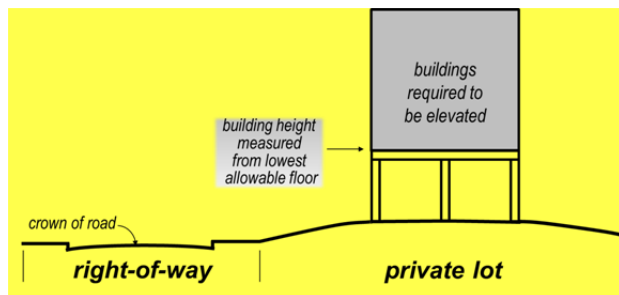 buildings
required to
be elevated
building height
measured
from lowest
allowable floor
crown of road
right-of-way
private lot